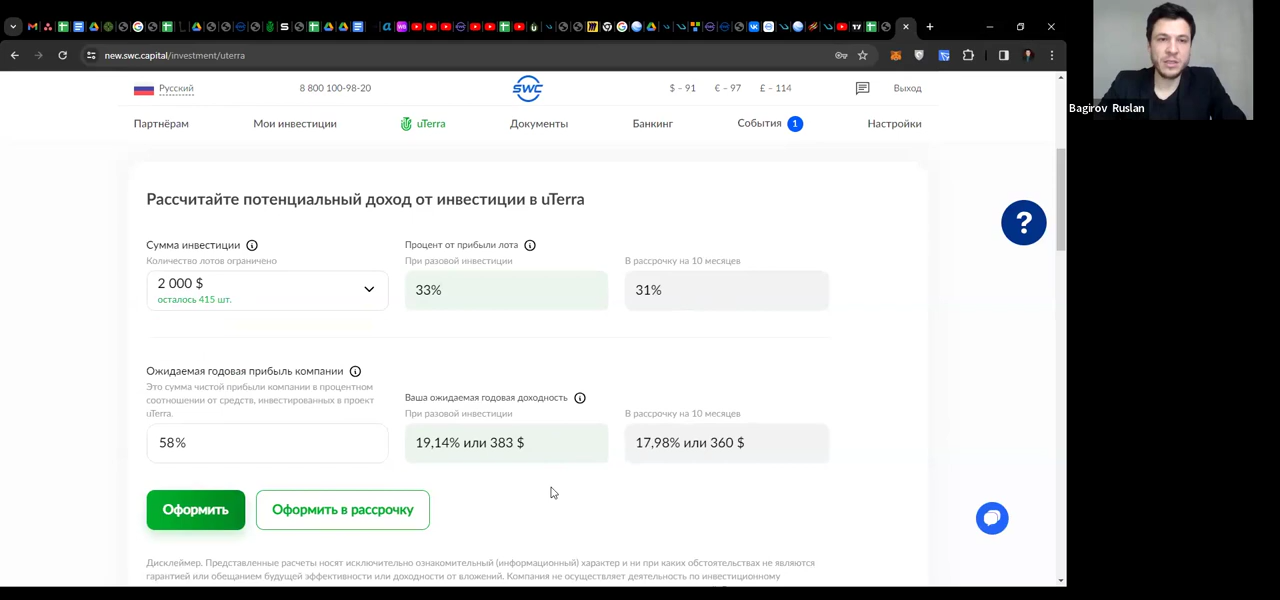 new.swc.capital/investment/uterra
Bagirov Ruslan
Русский
8 800 100-98-20
SWC
$ – 91
€ – 97
£ – 114
Выход
Партнёрам
Мои инвестиции
uTerra
Документы
Банкинг
События 1
Настройки
Рассчитайте потенциальный доход от инвестиции в uTerra
Сумма инвестиции
Количество лотов ограничено
2 000 $
осталось 415 шт.
Процент от прибыли лота
При разовой инвестиции
33%
В рассрочку на 10 месяцев
31%
?
Ожидаемая годовая прибыль компании
Это сумма чистой прибыли компании в процентном
соотношении от средств, инвестированных в проект
uTerra.
58%
Ваша ожидаемая годовая доходность
При разовой инвестиции
19,14% или 383 $
В рассрочку на 10 месяцев
17,98% или 360 $
Оформить
Оформить в рассрочку
Дисклеймер. Представленные расчеты носят исключительно ознакомительный (информационный) характер и ни при каких обстоятельствах не являются
гарантией или обещанием будущей эффективности или доходности от вложений. Компания не осуществляет деятельность по инвестиционному